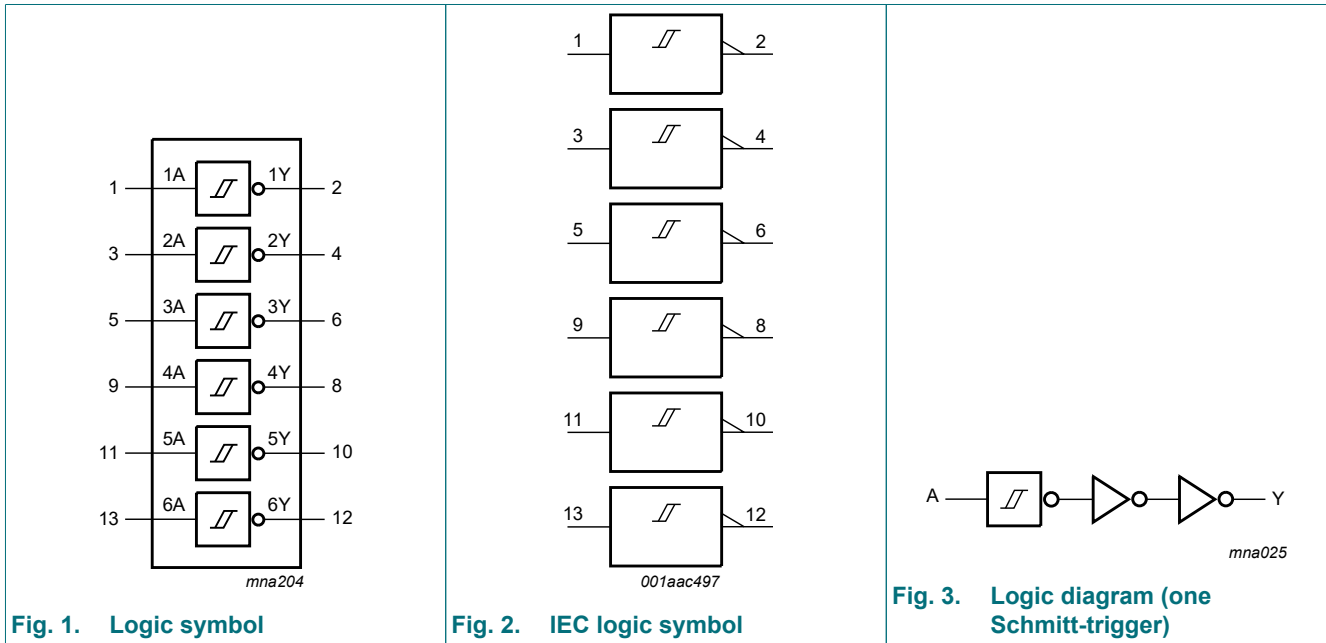 1 1A 1Y 2
3 2A 2Y 4
5 3A 3Y 6
9 4A 4Y 8
11 5A 5Y 10
13 6A 6Y 12
mna204
Fig. 1. Logic symbol
1 2
3 4
5 6
9 8
11 10
13 12
001aac497
Fig. 2. IEC logic symbol
A Y
mna025
Fig. 3. Logic diagram (one
Schmitt-trigger)